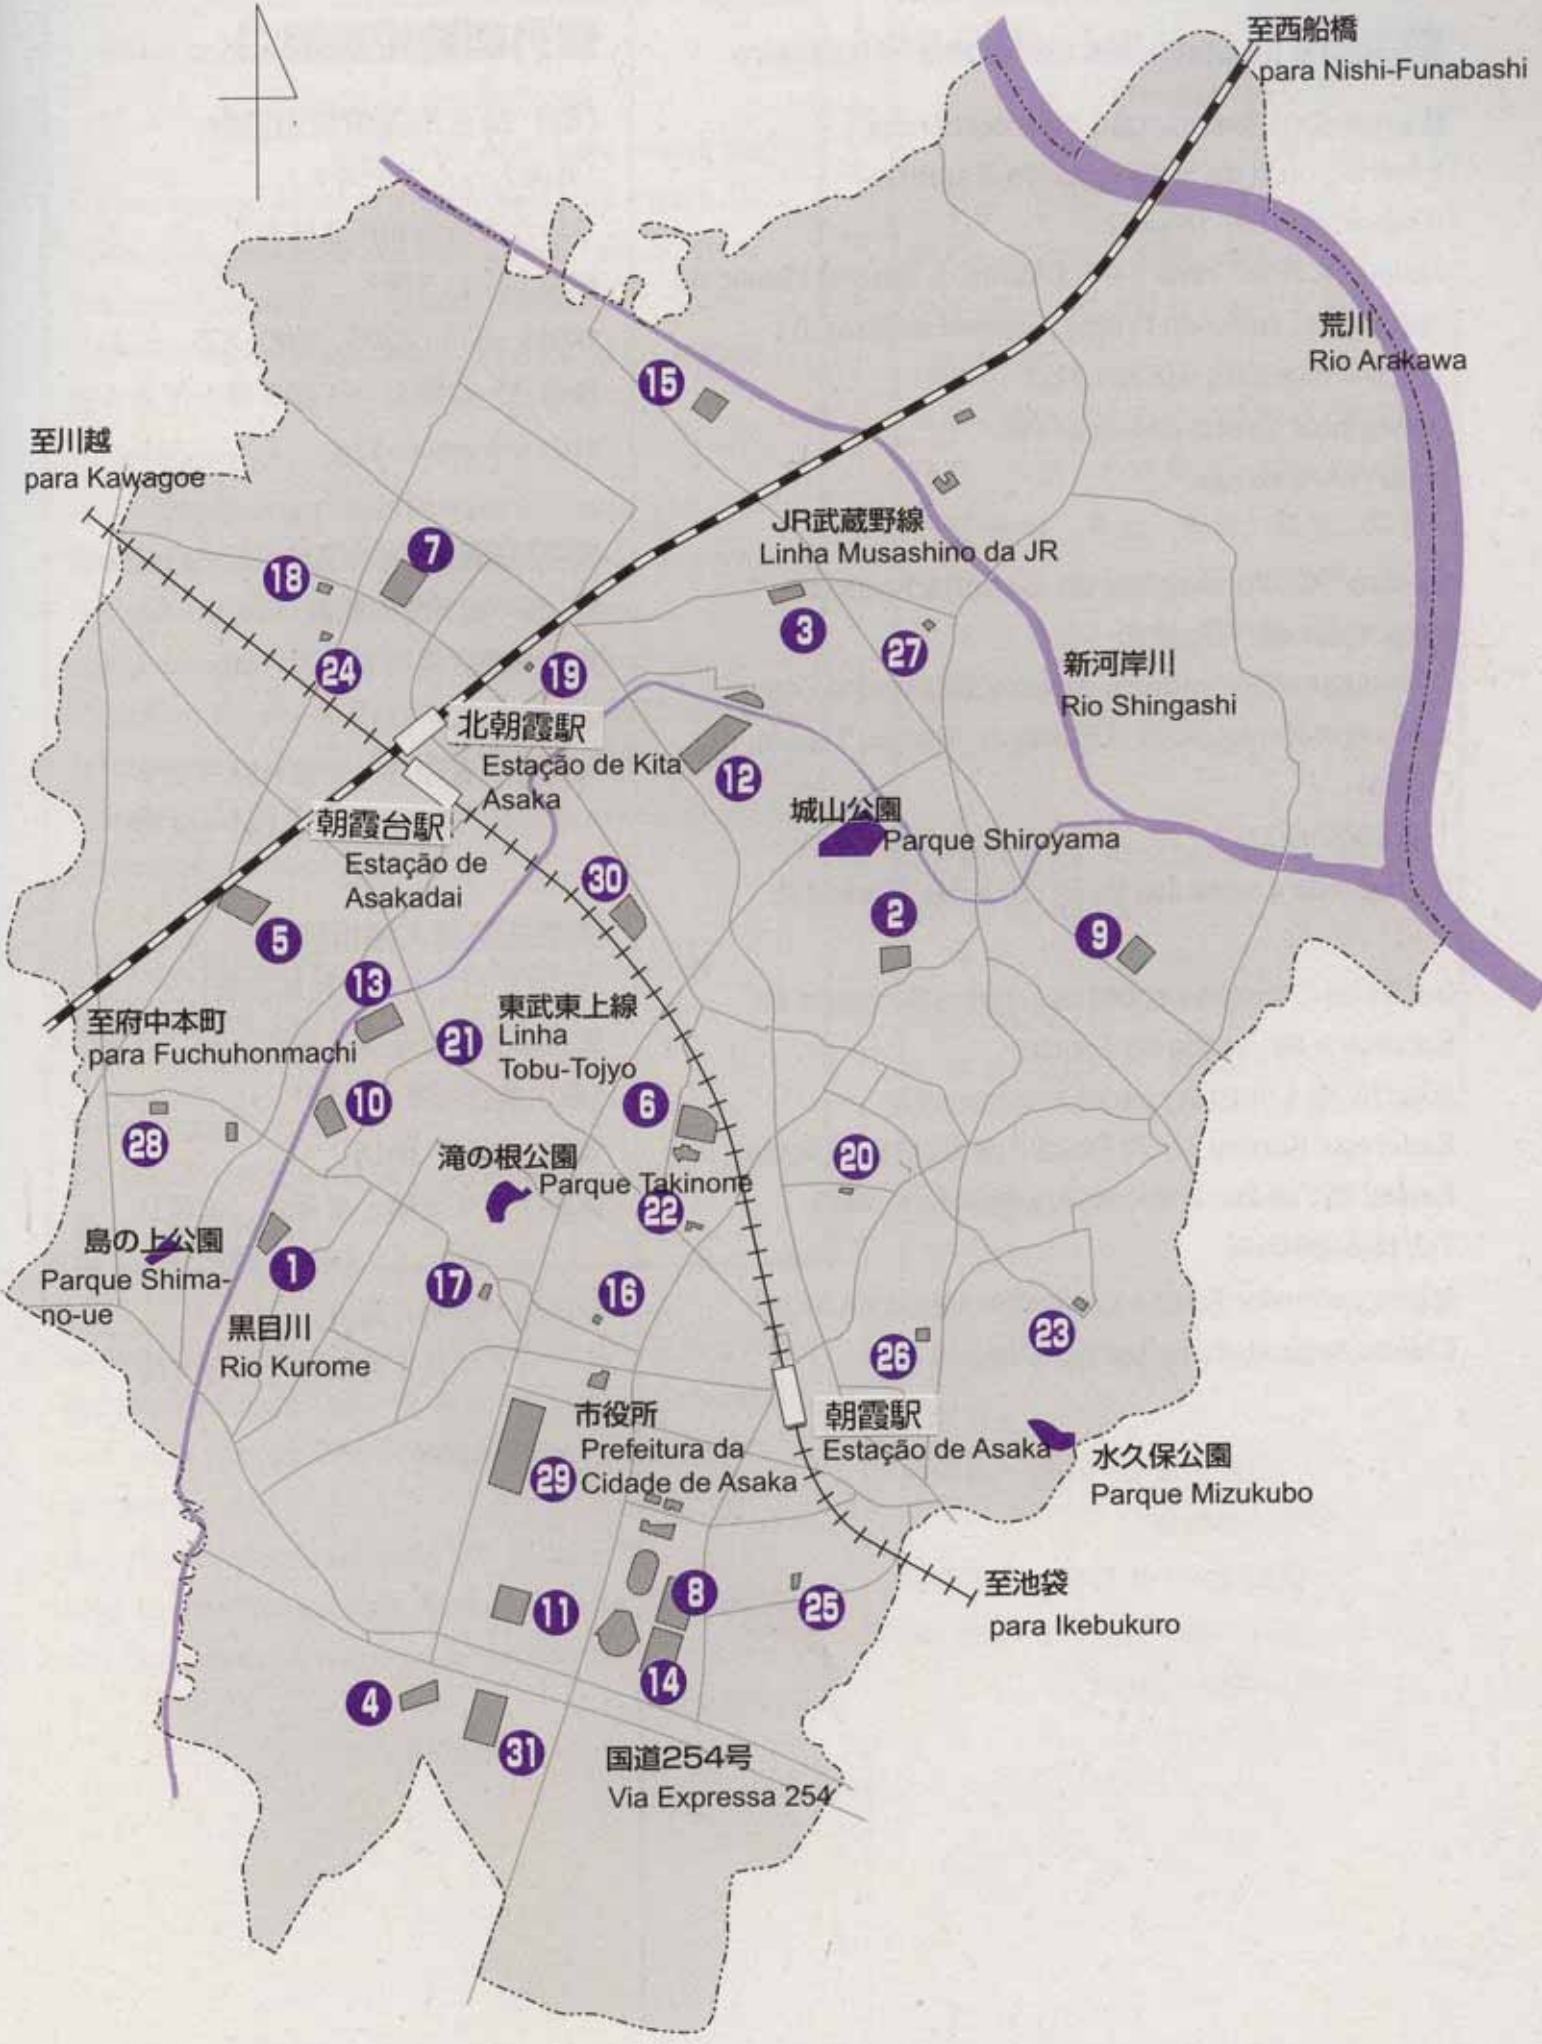 至西船橋
para Nishi-Funabashi
荒川
Rio Arakawa
15
至川越
para Kawagoe
JR武蔵野線
Linha Musashino da JR
7
18
3
27
24
19
新河岸川
Rio Shingashi
北朝霞駅
Estação de Kita
Asaka
12
城山公園
Parque Shiroyama
朝霞台駅
Estação de
Asakadai
30
2
9
5
13
至府中本町
para Fuchuhonmachi
21
東武東上線
Linha
Tobu-Tojyo
10
6
28
滝の根公園
Parque Takinone
20
22
島の上公園
Parque Shima-
no-ue
1
17
16
黒目川
Rio Kurome
26
23
市役所
Prefeitura da
Cidade de Asaka
29
朝霞駅
Estação de Asaka
水久保公園
Parque Mizukubo
至池袋
para Ikebukuro
11
8
25
14
4
31
国道254号
Via Expressa 254